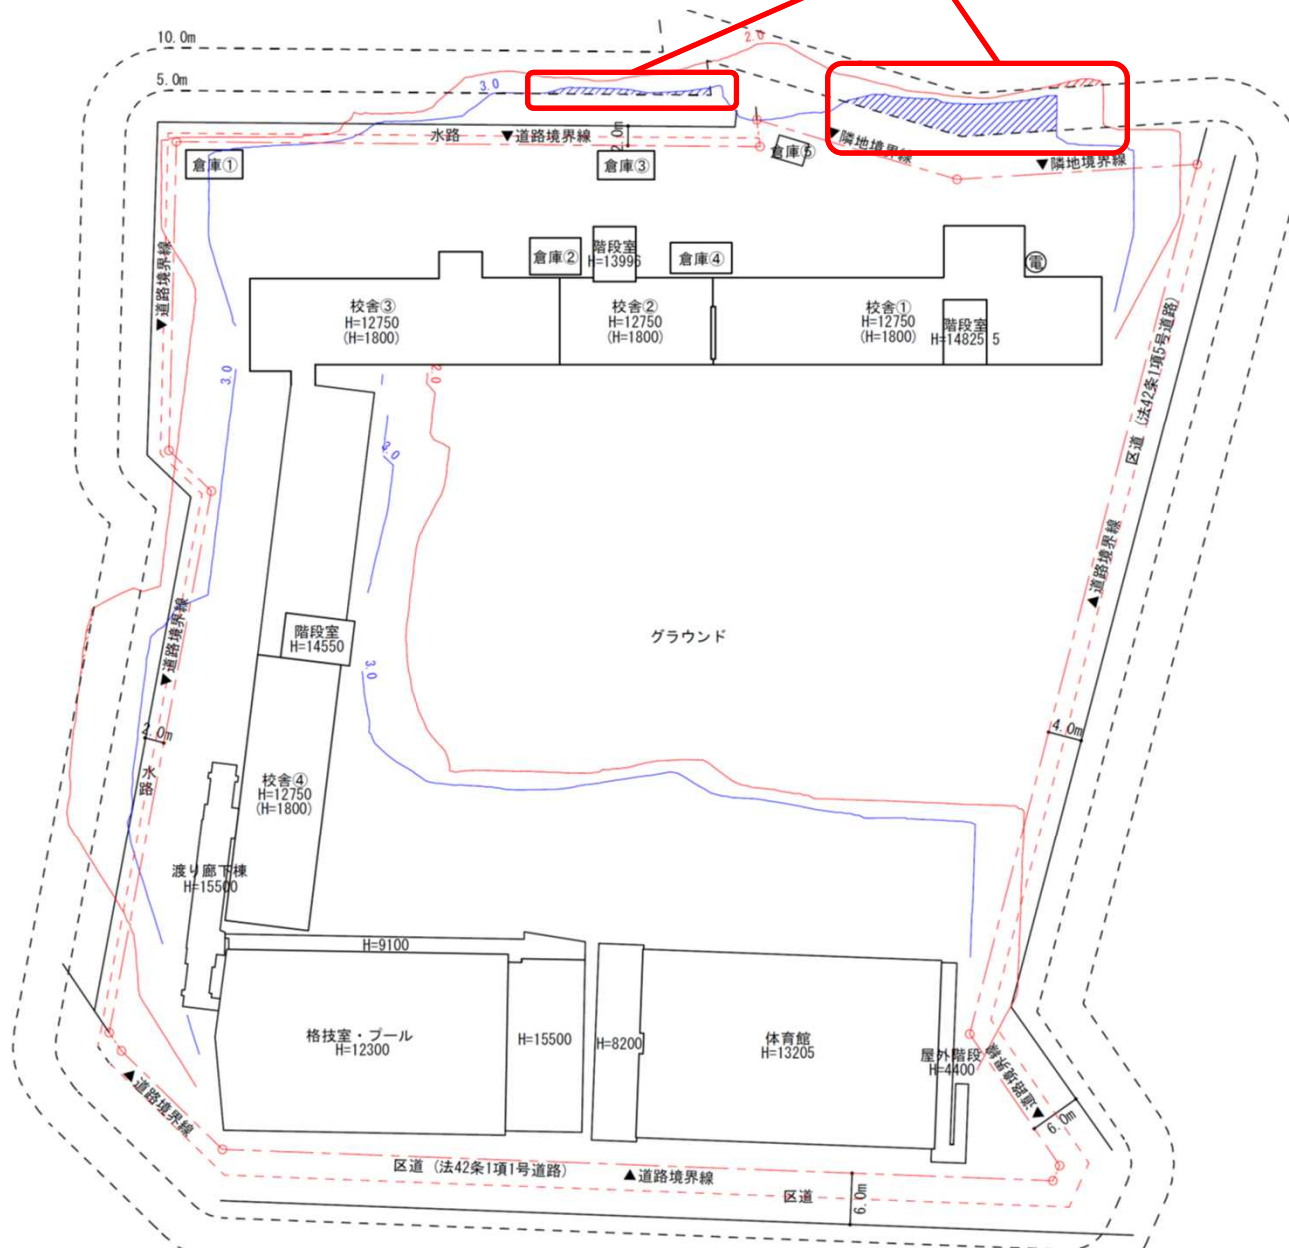 10.0m
2.0
5.0m
3.0
水路
▼道路境界線
2.0m
倉庫①
倉庫③
倉庫⑤
▼隣地境界線
▼隣地境界線
▼道路境界線
倉庫②
階段室
H=13996
倉庫④
電
校舎③
H=12750
(H=1800)
校舎②
H=12750
(H=1800)
校舎①
H=12750
(H=1800)
階段室
H=14825.5
区道 (法42条1項5号道路)
3.0
2.0
3.0
▲道路境界線
▼道路境界線
階段室
H=14550
3.0
グラウンド
2.0m
水路
4.0m
校舎④
H=12750
(H=1800)
渡り廊下棟
H=15500
H=9100
格技室・プール
H=12300
H=15500
H=8200
体育館
H=13205
屋外階段
H=4400
▲道路境界線
▲道路境界線
6.0m
区道 (法42条1項1号道路)
▲道路境界線
区道
6.0m